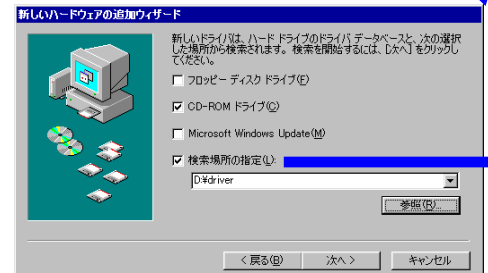 新しいハードウェアの追加ウィザード
新しいドライバは、ハード ドライブのドライバ データベースと、次の選択
した場所から検索されます。検索を開始するには、[次へ] をクリックし
てください。
フロッピー ディスク ドライブ(F)
CD-ROM ドライブ(C)
Microsoft Windows Update(M)
検索場所の指定(L):
D:¥driver
参照(R)...
< 戻る(B)
次へ >
キャンセル